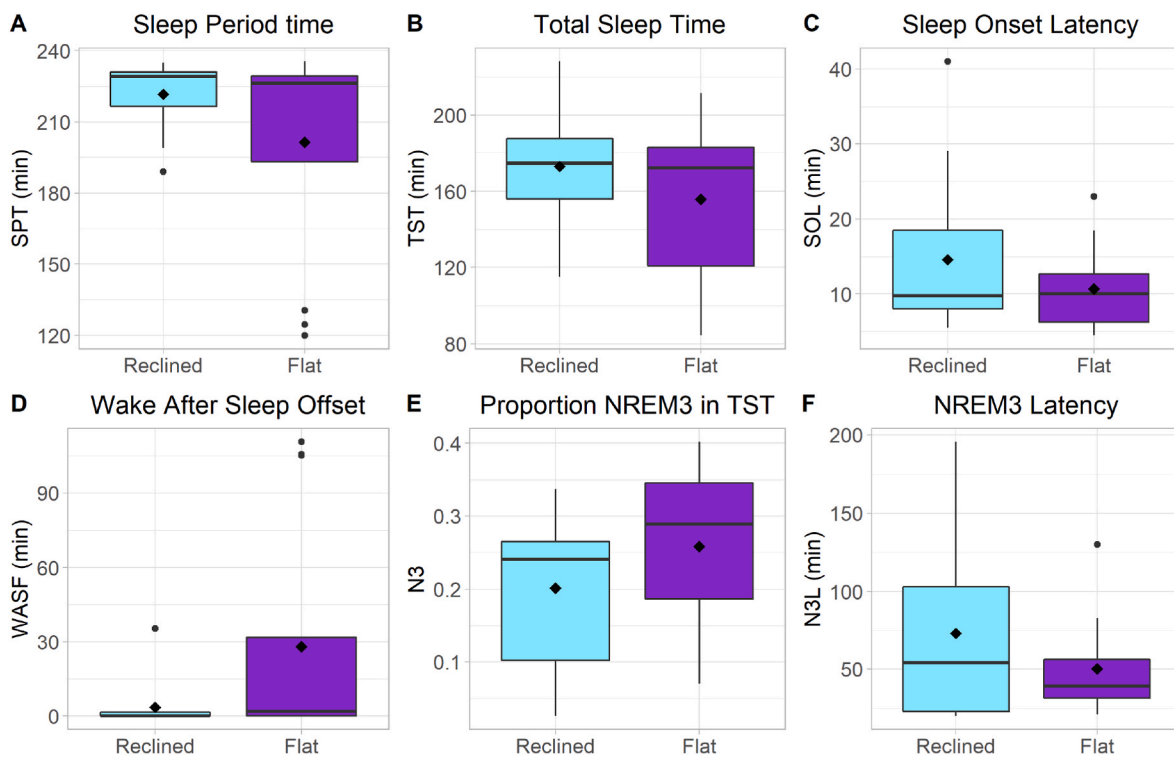 A Sleep Period time
SPT (min)
240
210
180
150
120
Reclined Flat
B Total Sleep Time
TST (min)
200
160
120
80
Reclined Flat
C Sleep Onset Latency
SOL (min)
40
30
20
10
Reclined Flat
D Wake After Sleep Offset
WASF (min)
90
60
30
0
Reclined Flat
E Proportion NREM3 in TST
N3
0.4
0.3
0.2
0.1
Reclined Flat
F NREM3 Latency
N3L (min)
200
150
100
50
Reclined Flat